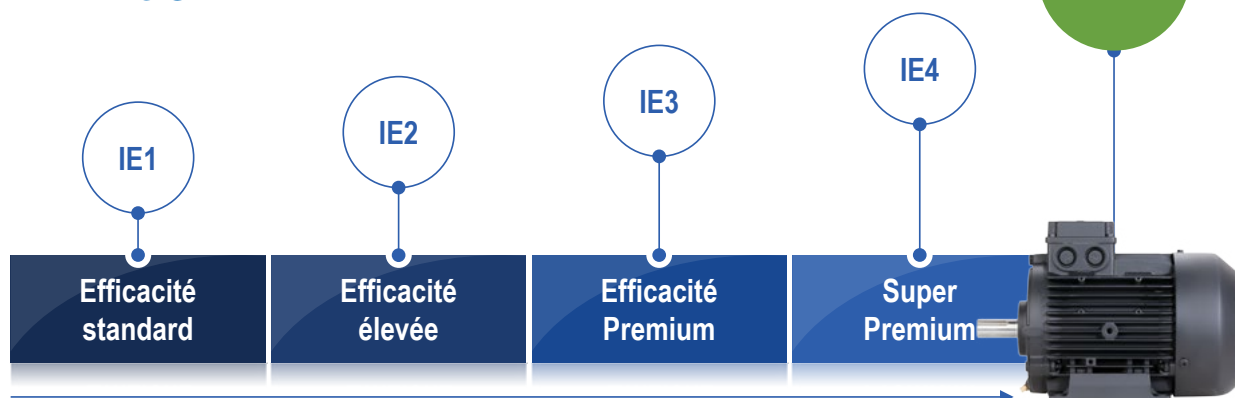 IE1
IE2
IE3
IE4
Efficacité
standard
Efficacité
élevée
Efficacité
Premium
Super
Premium